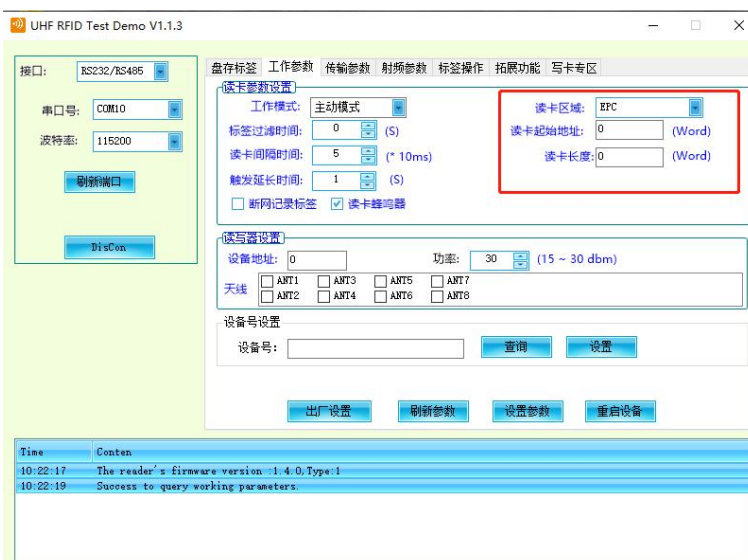 UHF RFID Test Demo V1.1.3
接口: RS232/RS485
串口号: COM10
波特率: 115200
刷新端口
DisCon
盘存标签 工作参数 传输参数 射频参数 标签操作 拓展功能 写卡专区
读卡参数设置
工作模式: 主动模式
标签过滤时间: 0 (S)
读卡间隔时间: 5 (* 10ms)
触发延长时间: 1 (S)
断网记录标签 读卡蜂鸣器
读卡区域: EPC
读卡起始地址: 0 (Word)
读卡长度: 0 (Word)
读写器设置
设备地址: 0 功率: 30 (15 ~ 30 dbm)
天线
ANT1 ANT3 ANT5 ANT7
ANT2 ANT4 ANT6 ANT8
设备号设置
设备号: 查询 设置
出厂设置 刷新参数 设置参数 重启设备
Time Conten
10:22:17 The reader's firmware version :1.4.0,Type:1
10:22:19 Success to query working parameters.